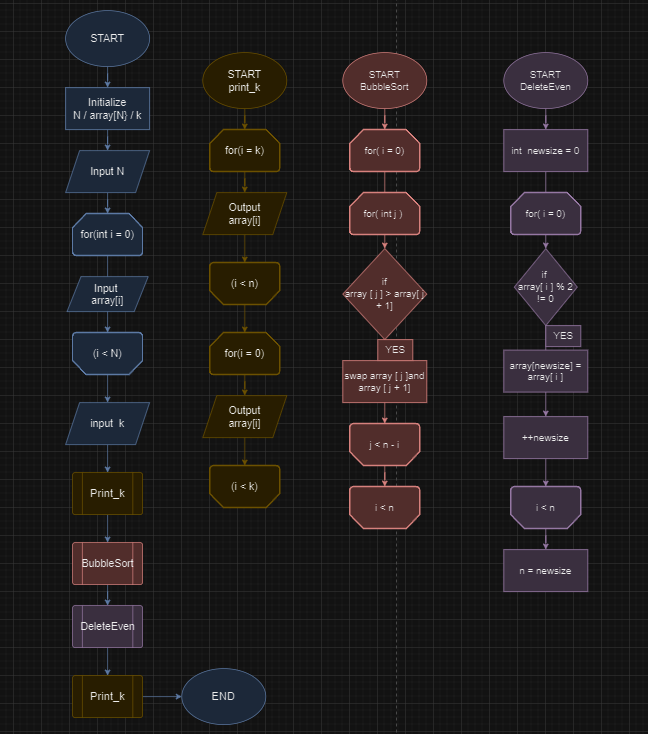 START
Initialize
N / array[N] / k
Input N
for(int i = 0)
Input
array[i]
(i < N)
input k
Print_k
BubbleSort
DeleteEven
Print_k
END
START
print_k
for(i = k)
Output
array[i]
(i < n)
for(i = 0)
Output
array[i]
(i < k)
START
BubbleSort
for( i = 0)
for( int j )
if
array [ j ] > array[ j
+ 1]
YES
swap array [ j ]and
array [ j + 1]
j < n - i
i < n
START
DeleteEven
int newsize = 0
for( i = 0)
if
array[ i ] % 2
!= 0
YES
array[newsize] =
array[ i ]
++newsize
i < n
n = newsize